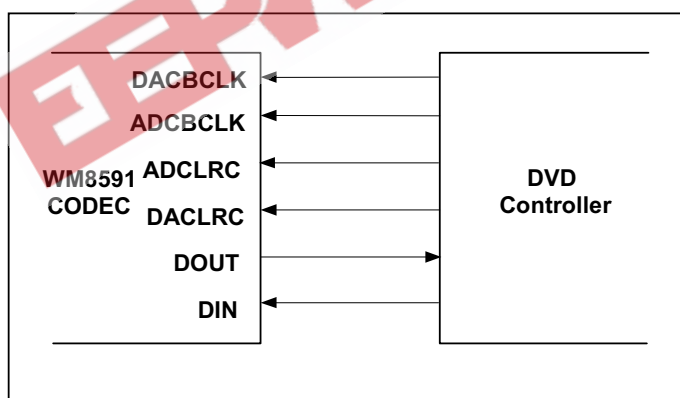 DACBCLK
ADCBCLK
ADCLRC
WM8591
CODEC
DACLRC
DOUT
DIN
DVD
Controller